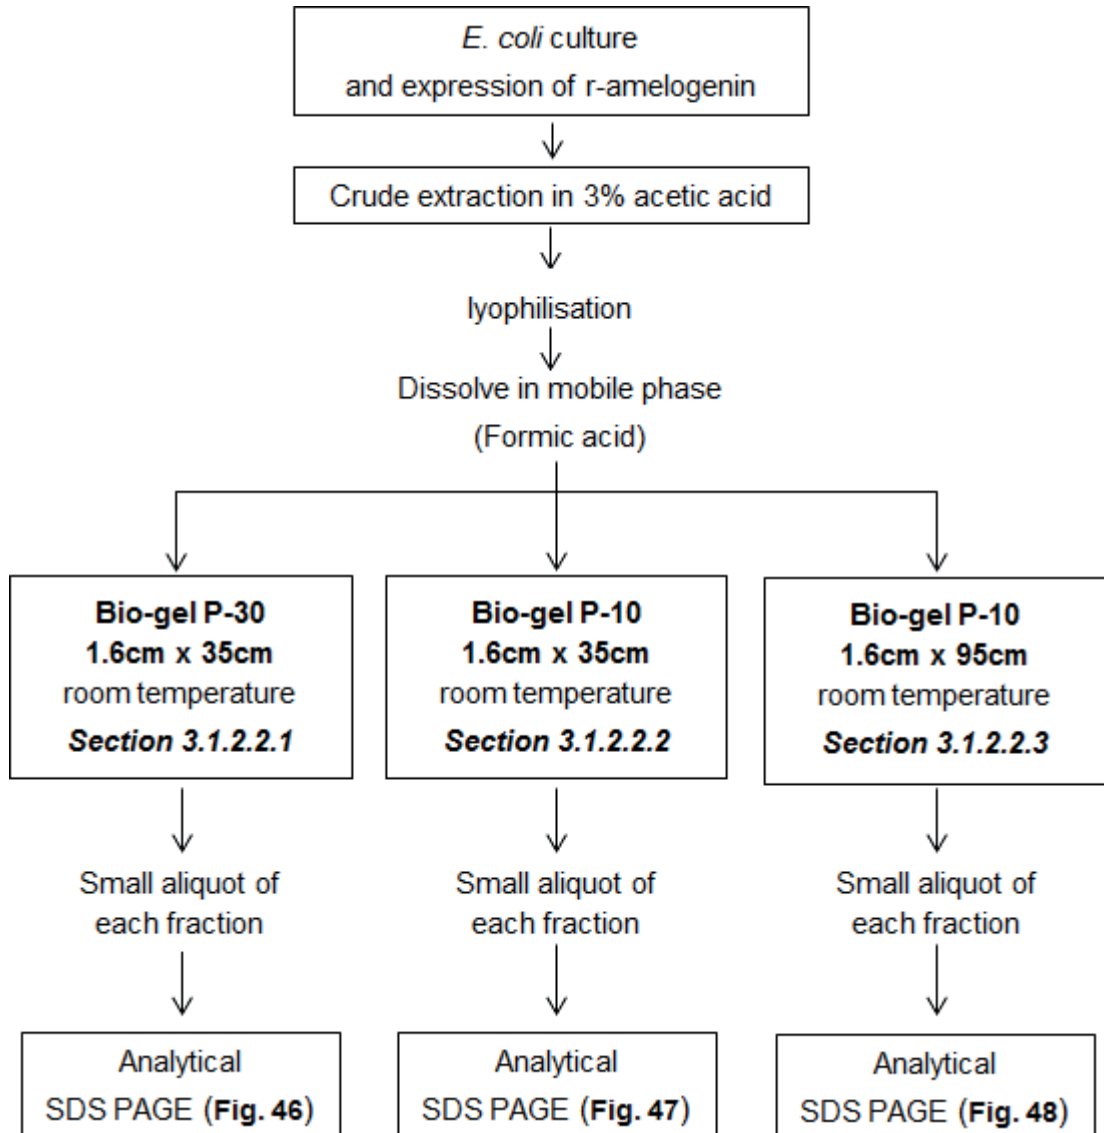 E. coli culture
and expression of r-amelogenin
Crude extraction in 3% acetic acid
lyophilisation
Dissolve in mobile phase
(Formic acid)
Bio-gel P-30
1.6cm x 35cm
room temperature
Section 3.1.2.2.1
Bio-gel P-10
1.6cm x 35cm
room temperature
Section 3.1.2.2.2
Bio-gel P-10
1.6cm x 95cm
room temperature
Section 3.1.2.2.3
Small aliquot of
each fraction
Small aliquot of
each fraction
Small aliquot of
each fraction
Analytical
SDS PAGE (Fig. 46)
Analytical
SDS PAGE (Fig. 47)
Analytical
SDS PAGE (Fig. 48)